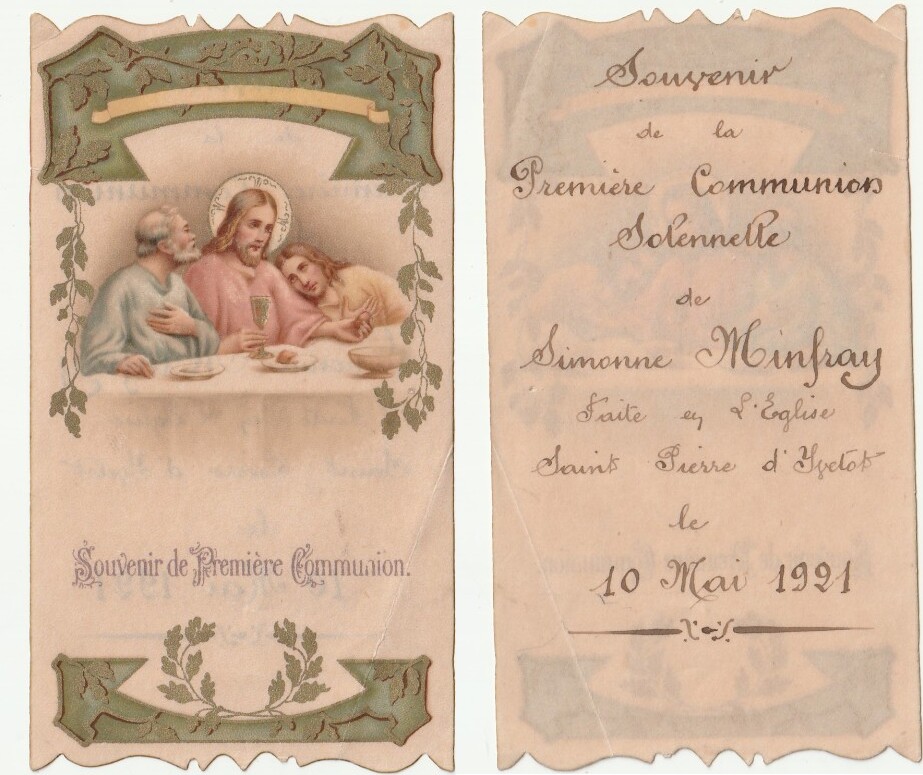 Souvenir de Première Communion.
Souvenir
de la
Première Communion
Solennelle
de
Simonne Minfray
Faite en L'Eglise
Saint Pierre d'Yvetot
le
10 Mai 1921